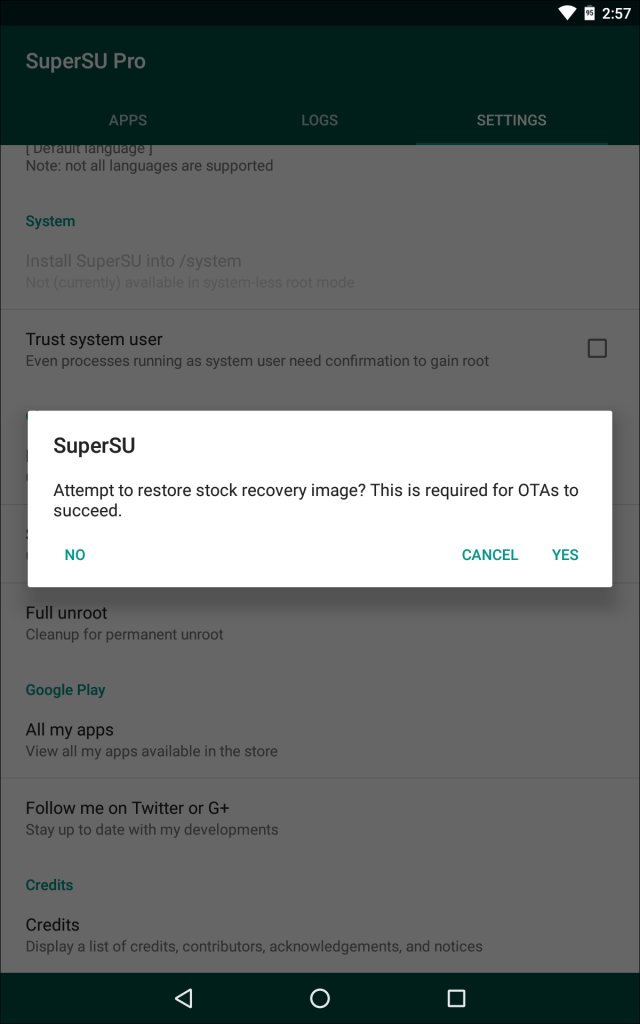 95 2:57
SuperSU Pro
APPS LOGS SETTINGS
[ Default language ]
Note: not all languages are supported
System
Install SuperSU into /system
Not (currently) available in system-less root mode
Trust system user
Even processes running as system user need confirmation to gain root
SuperSU
Attempt to restore stock recovery image? This is required for OTAs to
succeed.
NO CANCEL YES
Full unroot
Cleanup for permanent unroot
Google Play
All my apps
View all my apps available in the store
Follow me on Twitter or G+
Stay up to date with my developments
Credits
Credits
Display a list of credits, contributors, acknowledgements, and notices